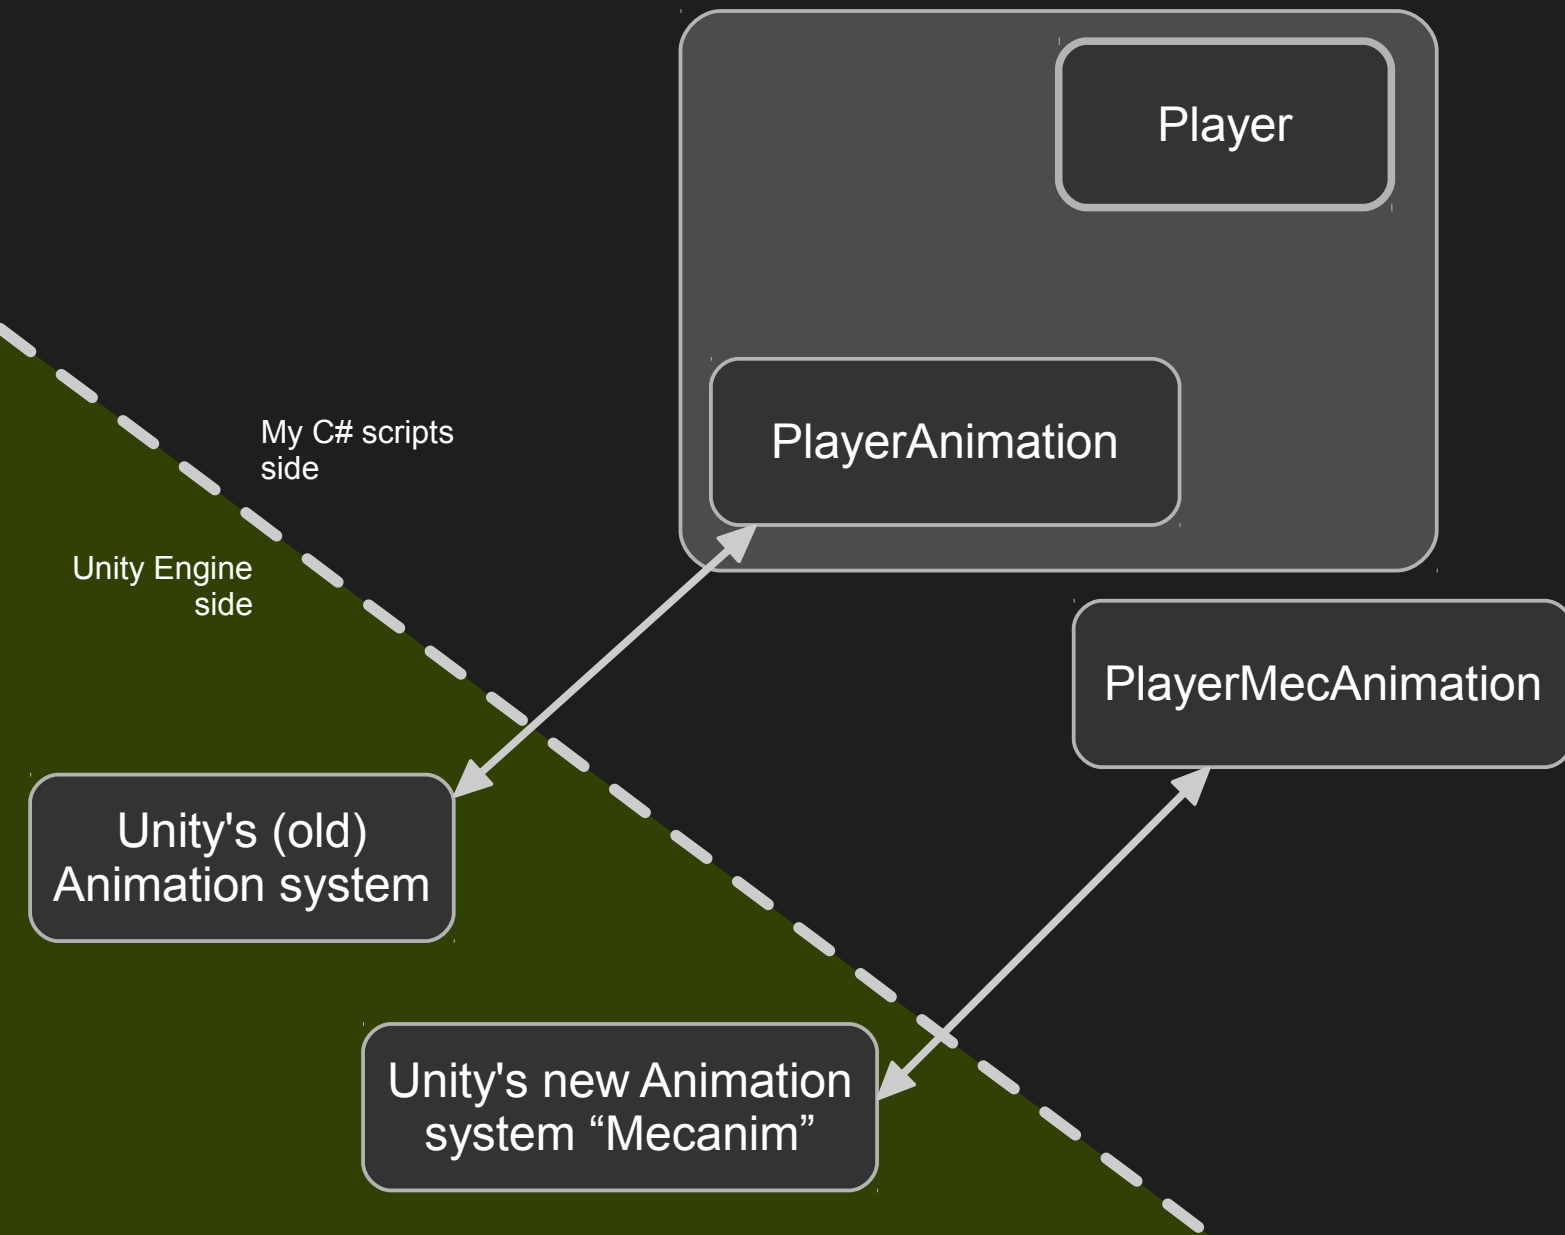 Player
PlayerAnimation
My C# scripts
side
Unity Engine
side
PlayerMecAnimation
Unity's (old)
Animation system
Unity's new Animation
system “Mecanim”